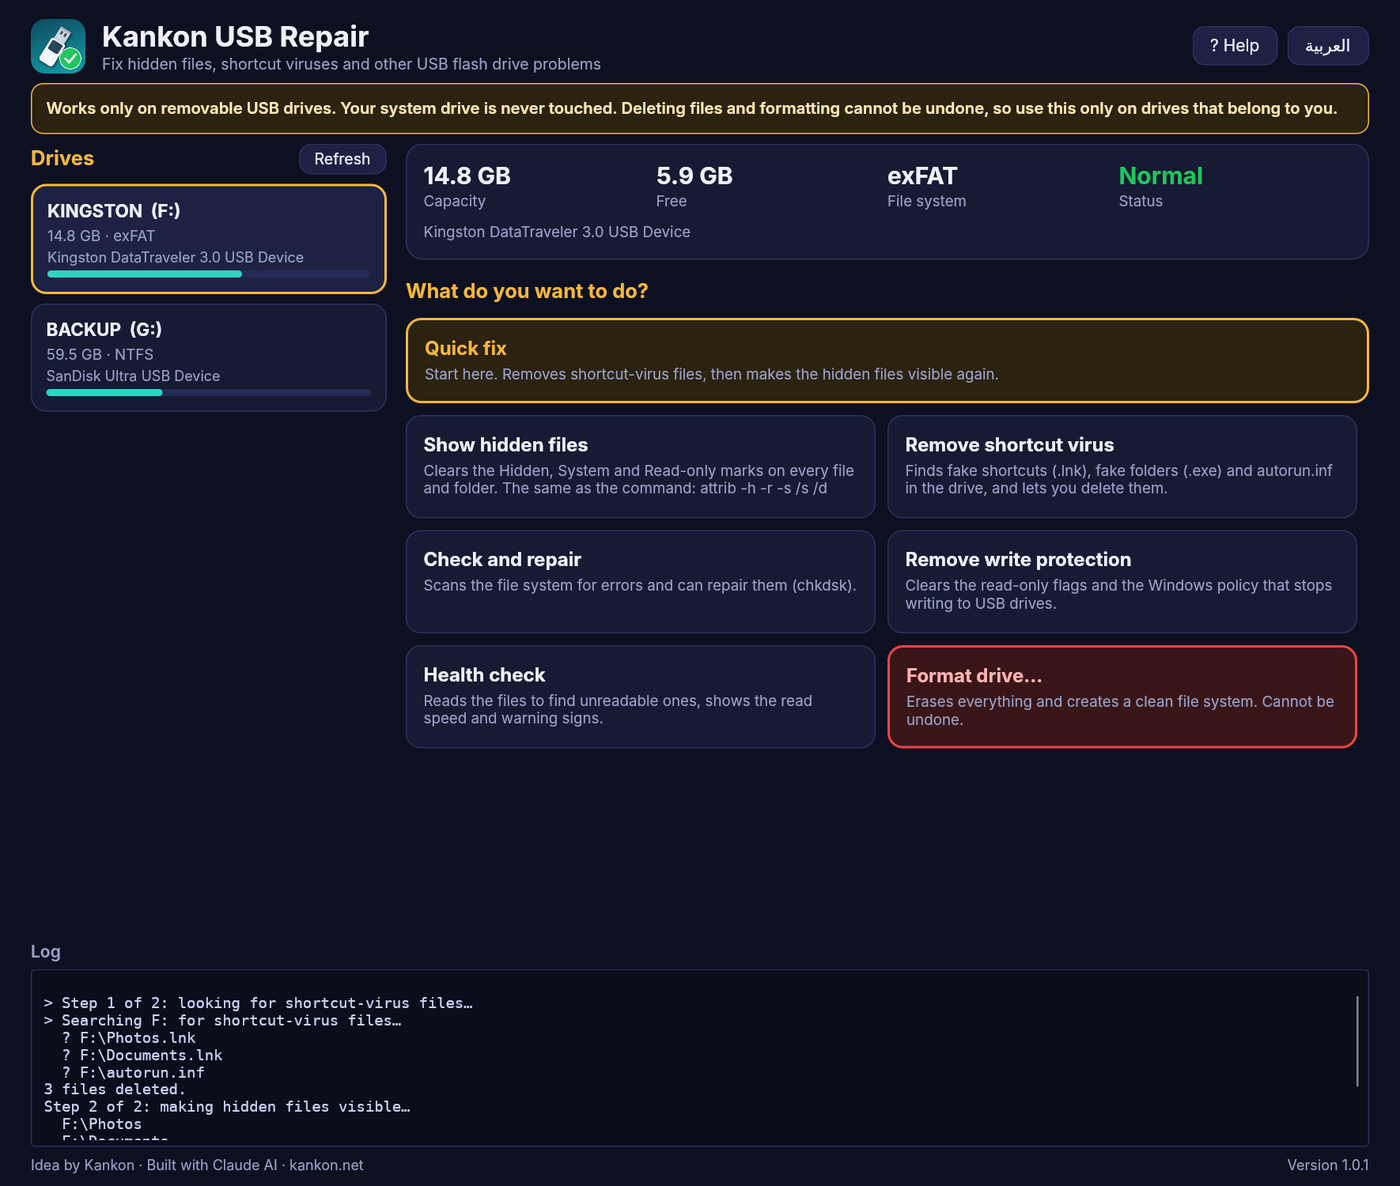 Kankon USB Repair
Fix hidden files, shortcut viruses and other USB flash drive problems
? Help
العربية
Works only on removable USB drives. Your system drive is never touched. Deleting files and formatting cannot be undone, so use this only on drives that belong to you.
Drives
Refresh
KINGSTON (F:)
14.8 GB · exFAT
Kingston DataTraveler 3.0 USB Device
BACKUP (G:)
59.5 GB · NTFS
SanDisk Ultra USB Device
14.8 GB
Capacity
5.9 GB
Free
exFAT
File system
Normal
Status
Kingston DataTraveler 3.0 USB Device
What do you want to do?
Quick fix
Start here. Removes shortcut-virus files, then makes the hidden files visible again.
Show hidden files
Clears the Hidden, System and Read-only marks on every file
and folder. The same as the command: attrib -h -r -s /s /d
Remove shortcut virus
Finds fake shortcuts (.lnk), fake folders (.exe) and autorun.inf
in the drive, and lets you delete them.
Check and repair
Scans the file system for errors and can repair them (chkdsk).
Remove write protection
Clears the read-only flags and the Windows policy that stops
writing to USB drives.
Health check
Reads the files to find unreadable ones, shows the read
speed and warning signs.
Format drive…
Erases everything and creates a clean file system. Cannot be
undone.
Log
> Step 1 of 2: looking for shortcut-virus files…
> Searching F: for shortcut-virus files…
? F:\Photos.lnk
? F:\Documents.lnk
? F:\autorun.inf
3 files deleted.
Step 2 of 2: making hidden files visible…
F:\Photos
F:\Documents
Idea by Kankon · Built with Claude AI · kankon.net
Version 1.0.1